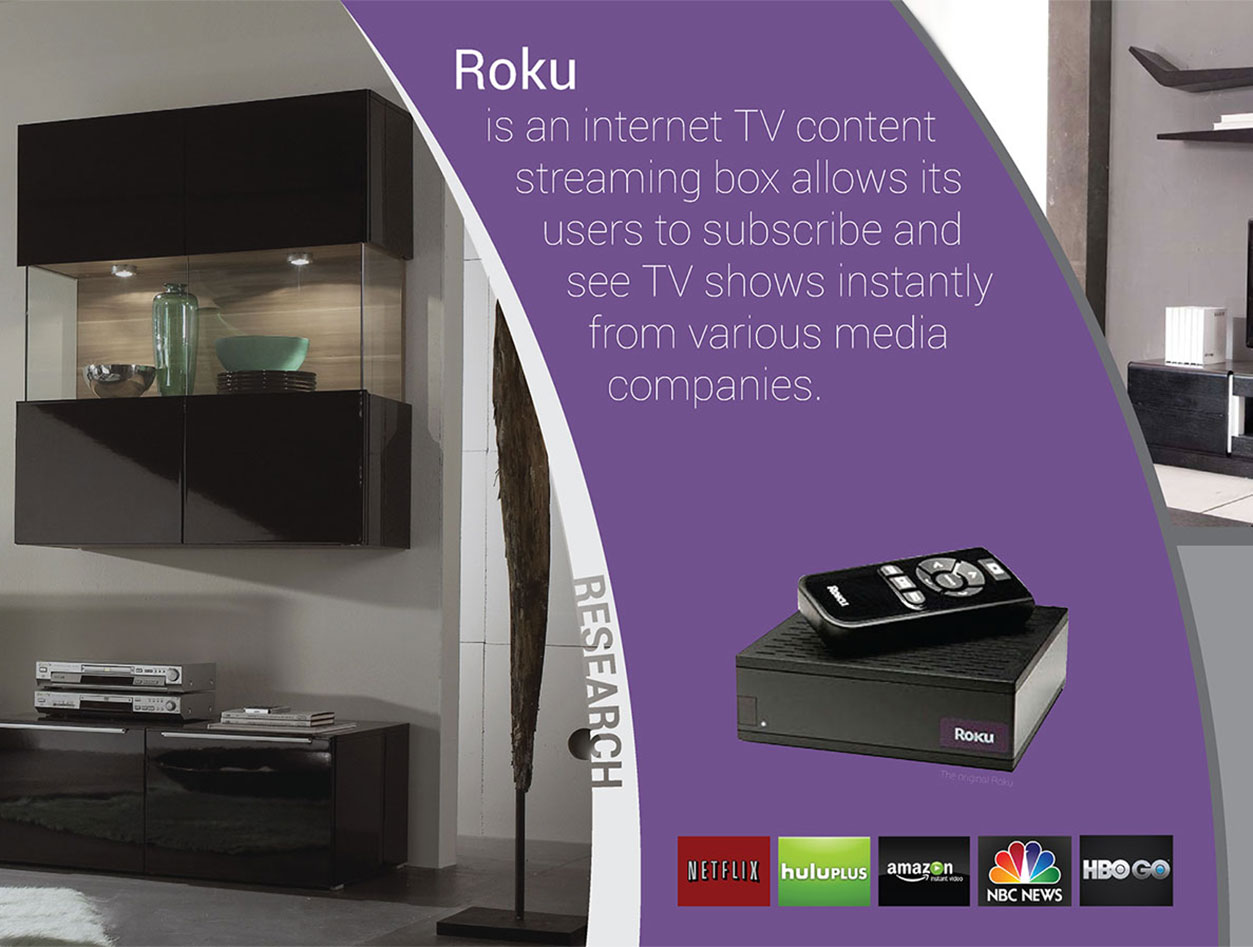 Roku
is an internet TV content
streaming box allows its
users to subscribe and
see TV shows instantly
from various media
companies.
RESEARCH
Roku
Roku
The original Roku
NETFLIX
huluPLUS
amazon
instant video
NBC NEWS
HBO GO